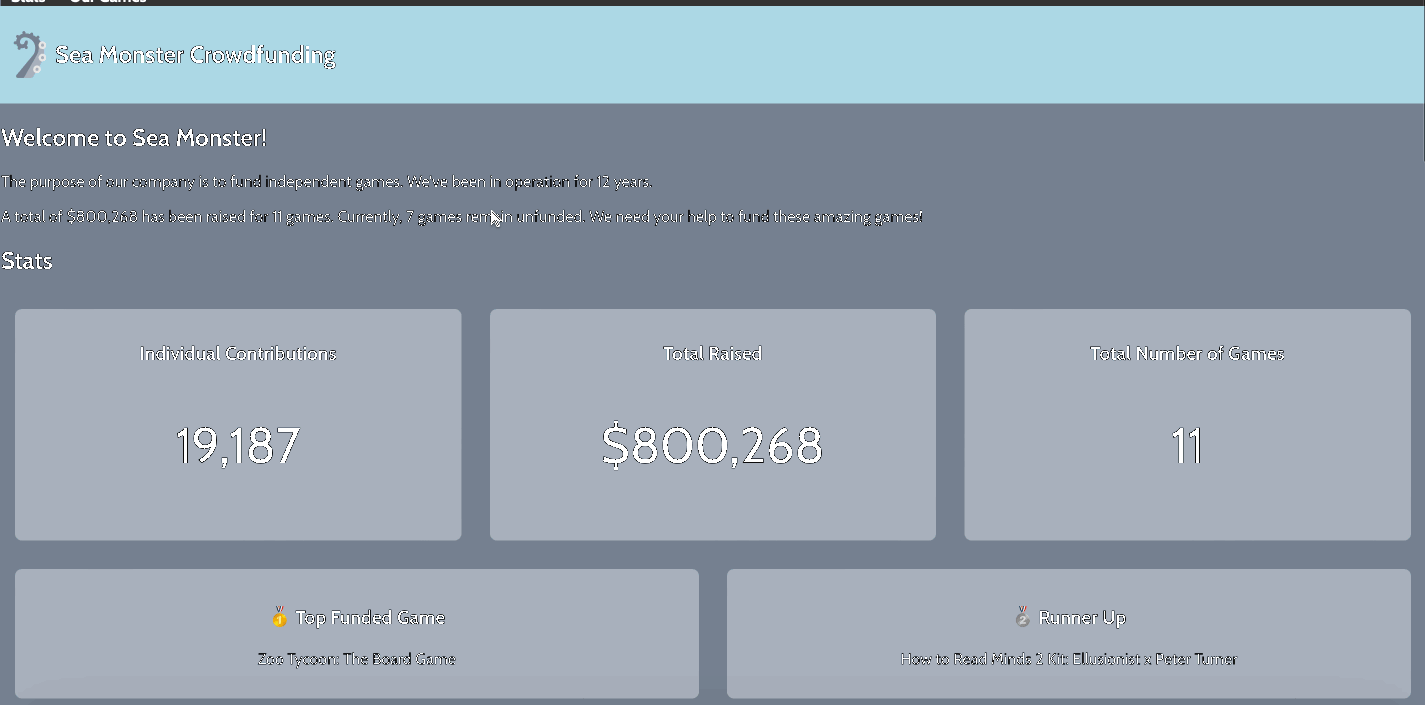 Stats Our Games
Sea Monster Crowdfunding
Welcome to Sea Monster!
The purpose of our company is to fund independent games. We've been in operation for 12 years.
A total of $800,268 has been raised for 11 games. Currently, 7 games remain unfunded. We need your help to fund these amazing games!
Stats
Individual Contributions
Total Raised
Total Number of Games
19,187
$800,268
11
🥇 Top Funded Game
🥈 Runner Up
Zoo Tycoon: The Board Game
How to Read Minds 2 Kit: Ellusionist x Peter Turner